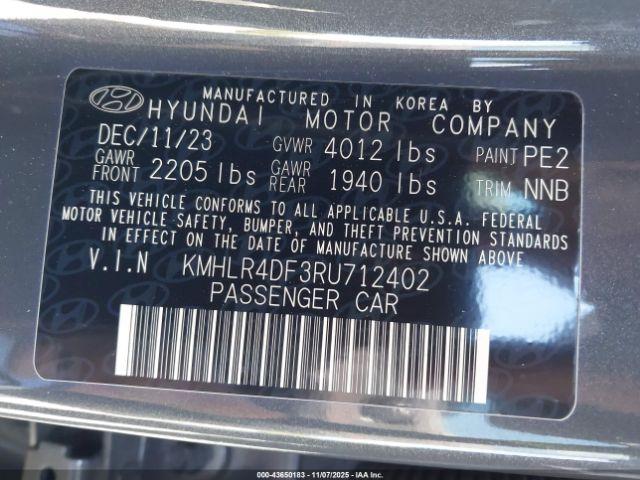 MANUFACTURED IN KOREA BY
HYUNDAI MOTOR COMPANY
DEC/11/23 GVWR 4012 lbs PAINT PE2
GAWR FRONT 2205 lbs GAWR REAR 1940 lbs TRIM NNB
THIS VEHICLE CONFORMS TO ALL APPLICABLE U.S.A. FEDERAL
MOTOR VEHICLE SAFETY, BUMPER, AND THEFT PREVENTION STANDARDS
IN EFFECT ON THE DATE OF MANUFACTURE SHOWN ABOVE
V.I.N KMHLR4DF3RU712402
PASSENGER CAR
000-43650183 - 11/07/2025 - IAAI.COM